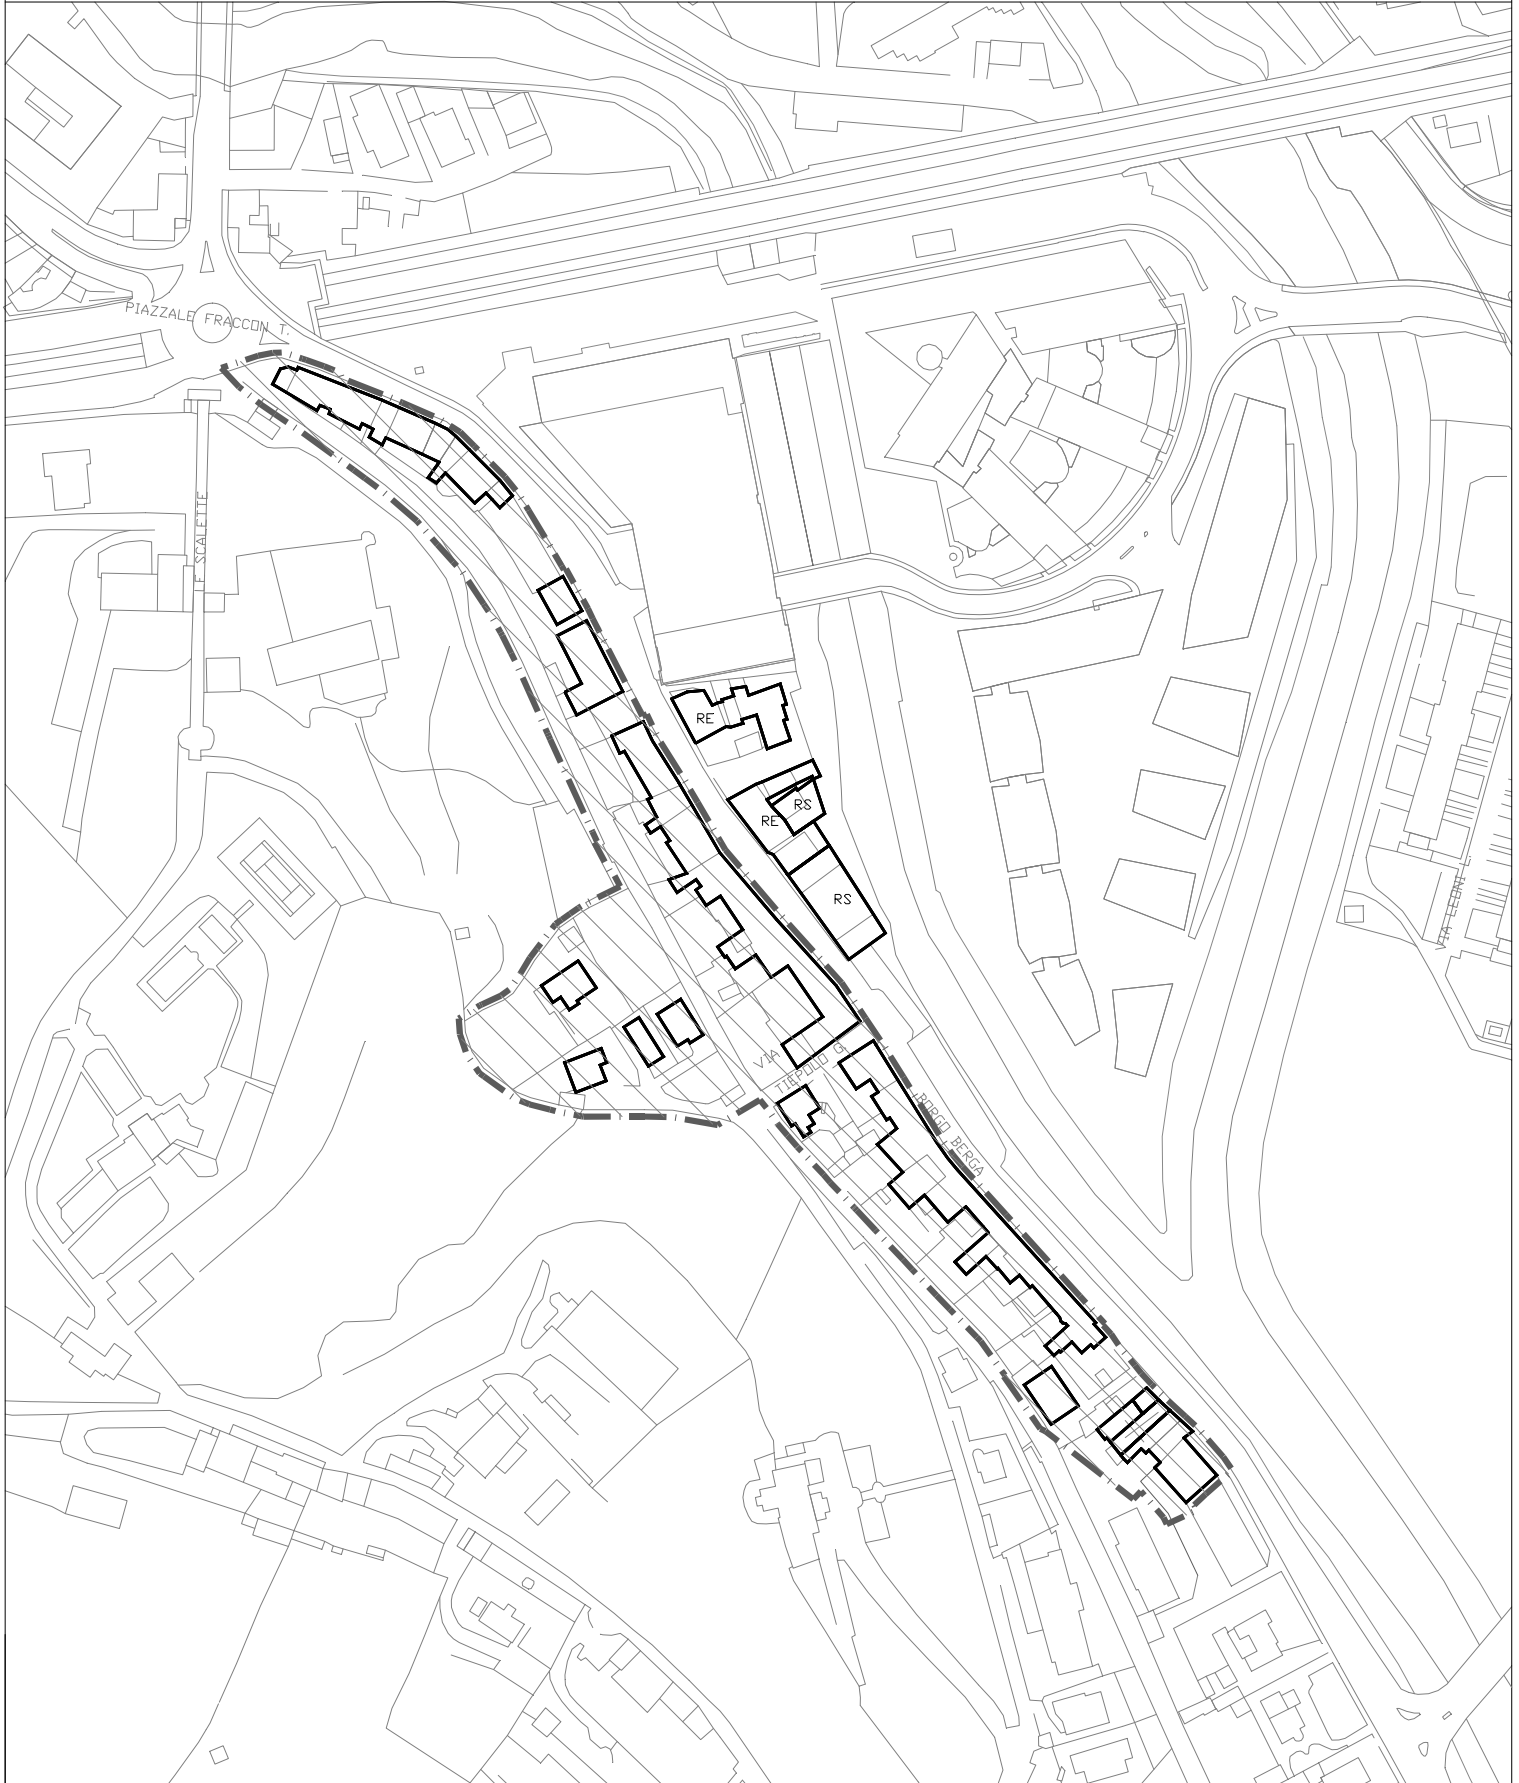 PIAZZALE FRACCON T.
LE SCALETTE
RE
RS
RE
RS
VIA LEONI
VIA
TIEPOLO G.
BORGO BERGA